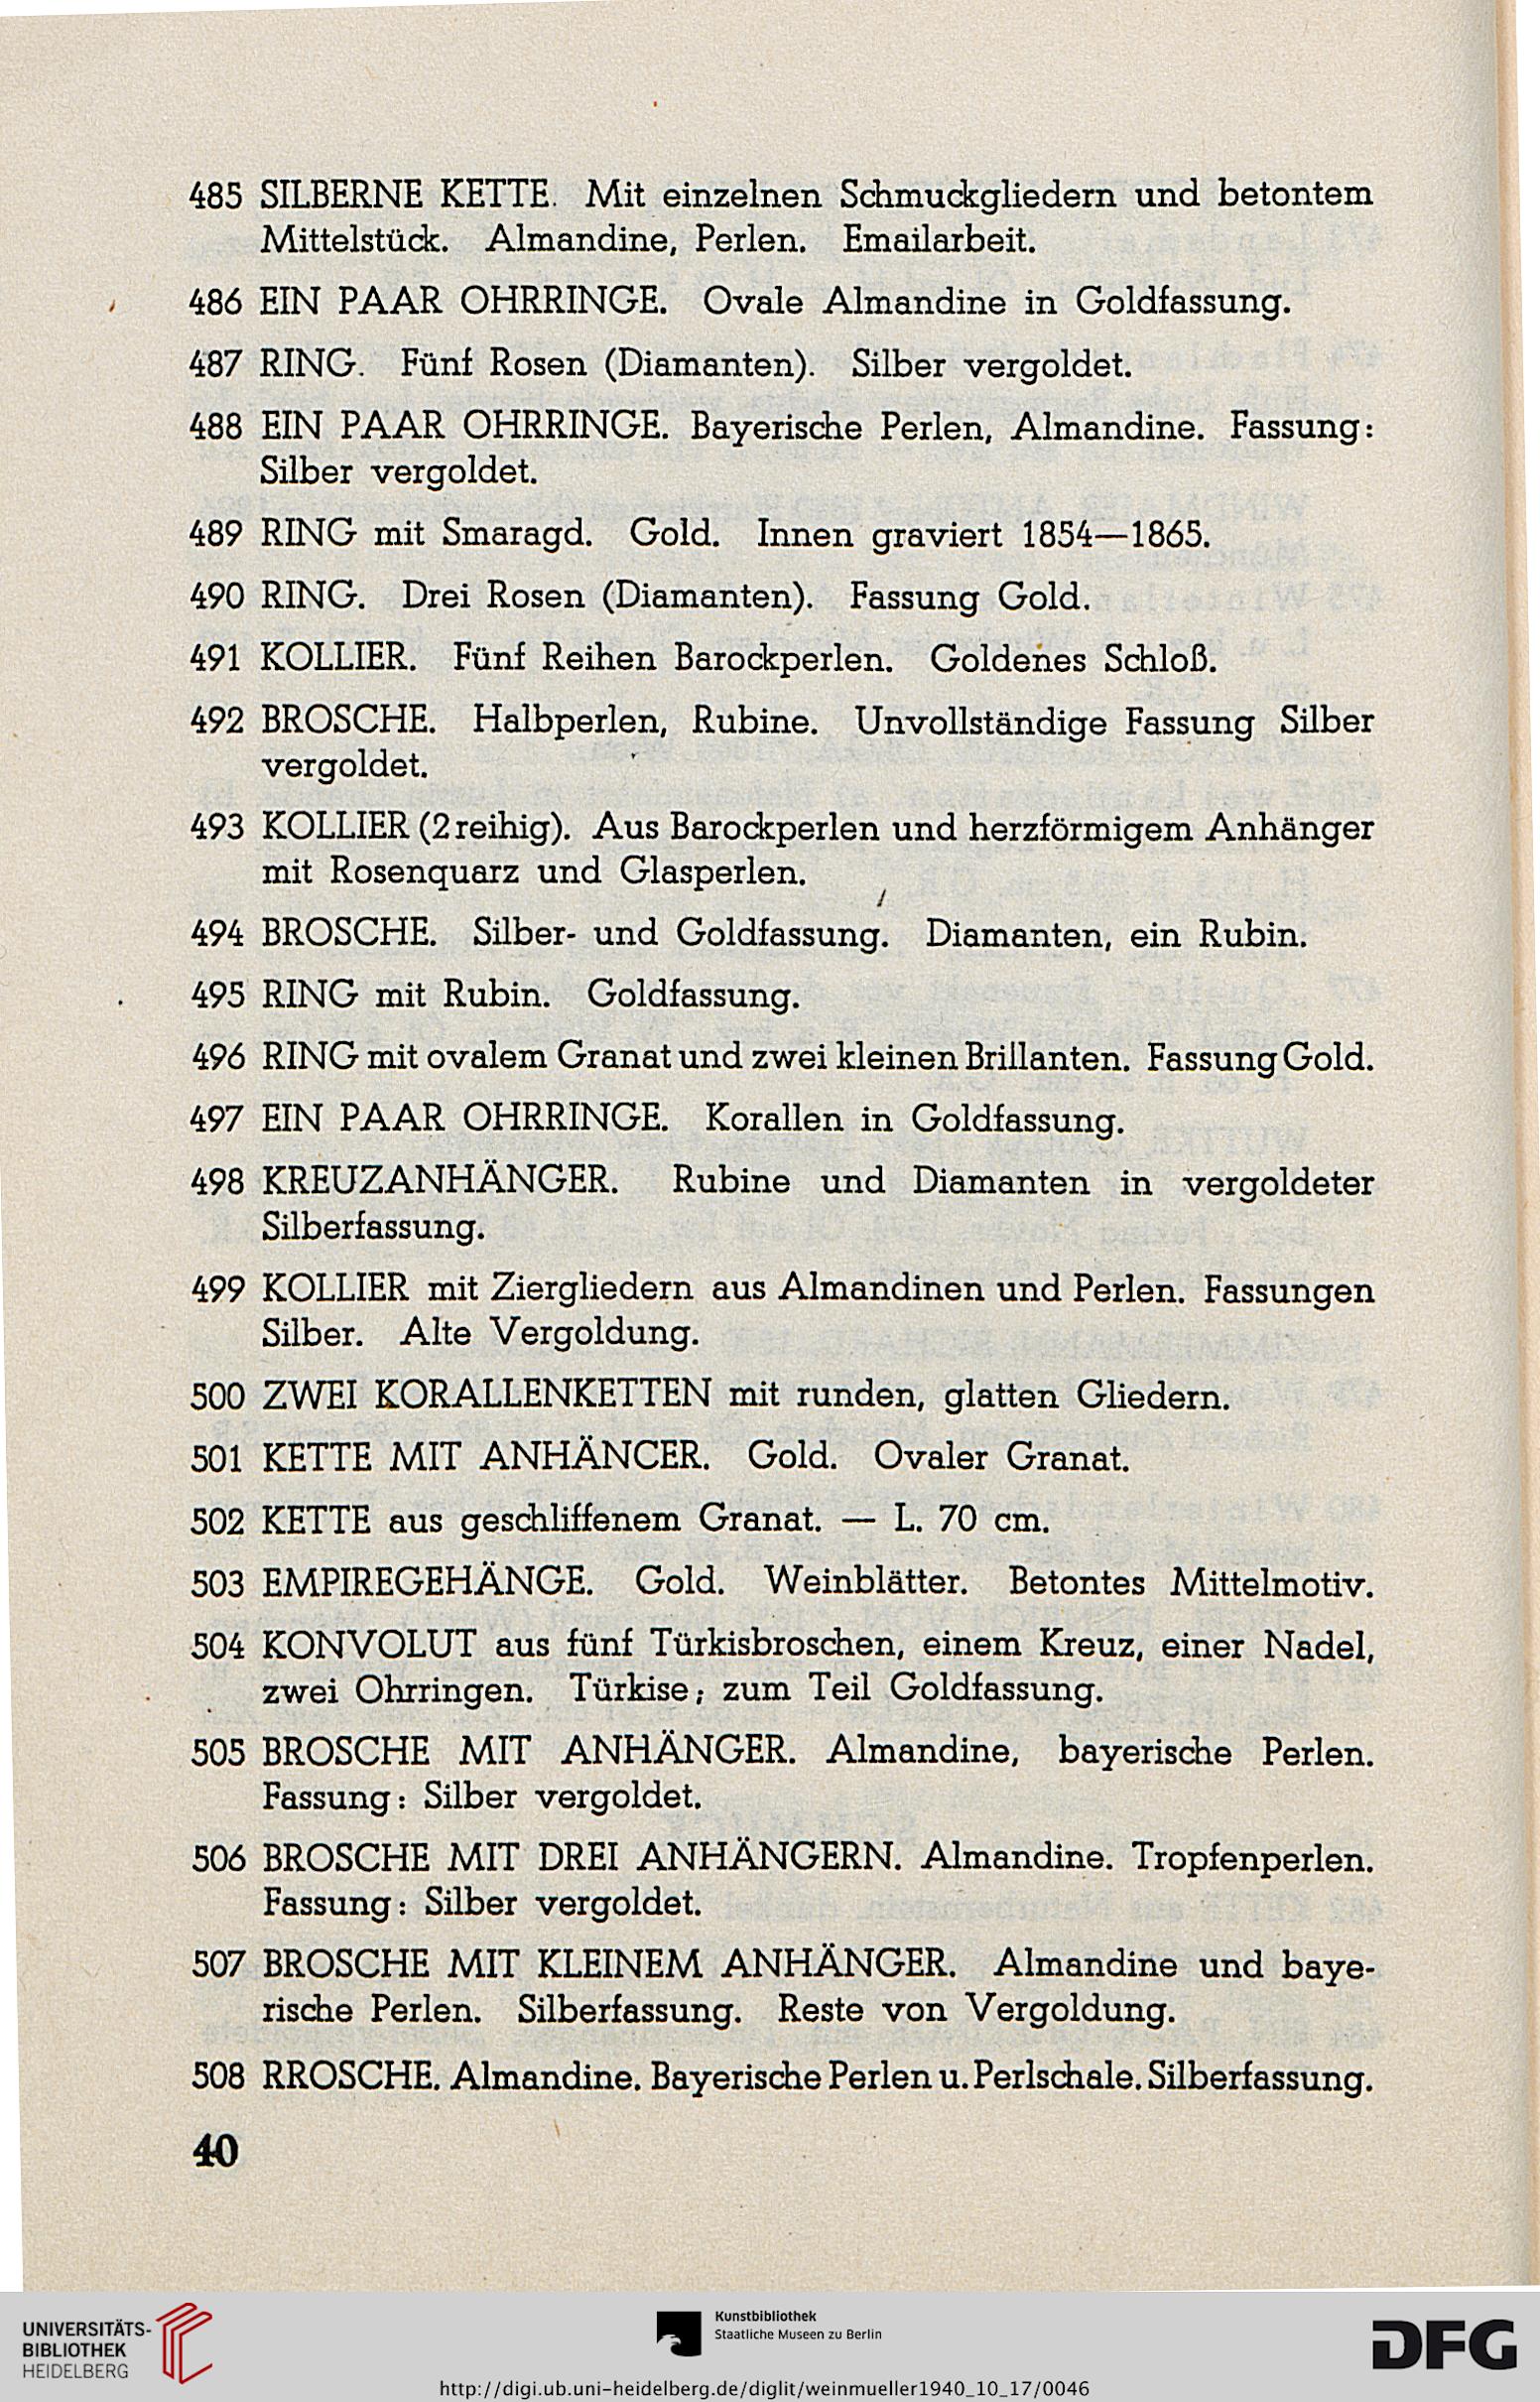 485 SILBERNE KETTE. Mit einzelnen Schmuckgliedern und betontem
Mittelstück. Almandine, Perlen. Emailarbeit.
486 EIN PAAR OHRRINGE. Ovale Almandine in Goldfassung.
487 RING. Fünf Rosen (Diamanten). Silber vergoldet.
488 EIN PAAR OHRRINGE. Bayerische Perlen, Almandine. Fassung:
Silber vergoldet.
489 RING mit Smaragd. Gold. Innen graviert 1854—1865.
490 RING. Drei Rosen (Diamanten). Fassung Gold.
491 KOLLIER. Fünf Reihen Barockperlen. Goldenes Schloß.
492 BROSCHE. Halbperlen, Rubine. Unvollständige Fassung Silber
vergoldet.
493 KOLLIER (2reihig). Aus Barockperlen und herzförmigem Anhänger
mit Rosenquarz und Glasperlen.
494 BROSCHE. Silber- und Goldfassung. Diamanten, ein Rubin.
495 RING mit Rubin. Goldfassung.
496 RING mit ovalem Granat und zwei kleinen Brillanten. Fassung Gold.
497 EIN PAAR OHRRINGE. Korallen in Goldfassung.
498 KREUZANHÄNGER. Rubine und Diamanten in vergoldeter
Silberfassung.
499 KOLLIER mit Ziergliedern aus Almandinen und Perlen. Fassungen
Silber. Alte Vergoldung.
500 ZWEI KORALLENKETTEN mit runden, glatten Gliedern.
501 KETTE MIT ANHÄNCER. Gold. Ovaler Granat.
502 KETTE aus geschliffenem Granat. — L. 70 cm.
503 EMPIREGEHÄNGE. Gold. Weinblätter. Betontes Mittelmotiv.
504 KONVOLUT aus fünf Türkisbroschen, einem Kreuz, einer Nadel,
zwei Ohrringen. Türkise; zum Teil Goldfassung.
505 BROSCHE MIT ANHÄNGER. Almandine, bayerische Perlen.
Fassung: Silber vergoldet.
506 BROSCHE MIT DREI ANHÄNGERN. Almandine. Tropfenperlen.
Fassung: Silber vergoldet.
507 BROSCHE MIT KLEINEM ANHÄNGER. Almandine und baye-
rische Perlen. Silberfassung. Reste von Vergoldung.
508 RROSCHE. Almandine. Bayerische Perlen u. Perlschale. Silberfassung.
40
UNIVERSITÄTS-
BIBLIOTHEK
HEIDELBERG
Kunstbibliothek
Staatliche Museen zu Berlin
DFG
http://digi.ub.uni-heidelberg.de/diglit/weinmueller1940_10_17/0046